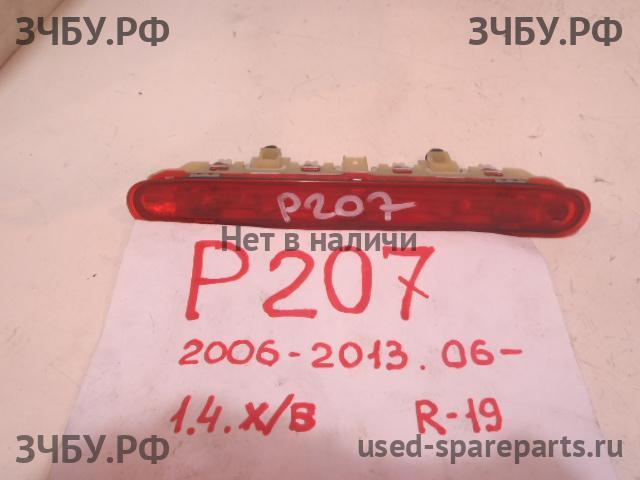 ЗЧБУ.РФ ЗЧБУ.РФ
P207
Нет в наличи
P207
2006-2013. 06-
1.4. Х/В R-19
ЗЧБУ.РФ used-spareparts.ru